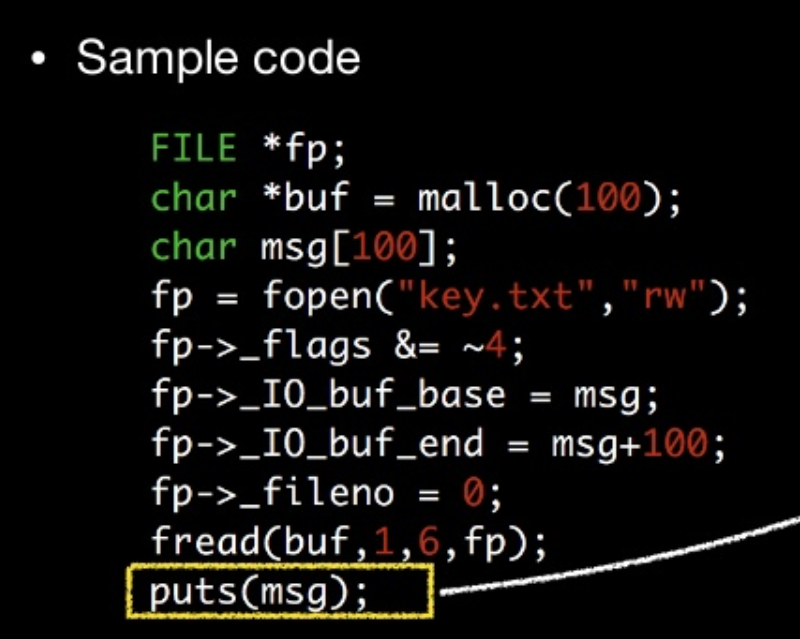 • Sample code
FILE *fp;
char *buf = malloc(100);
char msg[100];
fp = fopen("key.txt","rw");
fp->_flags &= ~4;
fp->_IO_buf_base = msg;
fp->_IO_buf_end = msg+100;
fp->_fileno = 0;
fread(buf,1,6,fp);
puts(msg);